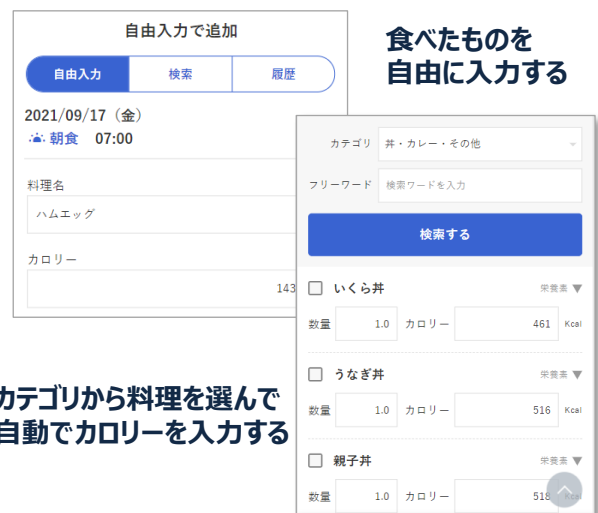 自由入力で追加
自由入力 検索 履歴
2021/09/17（金）
朝食 07:00
料理名
ハムエッグ
カロリー
143
食べたものを
自由に入力する
カテゴリ 丼・カレー・その他
フリーワード 検索ワードを入力
検索する
いくら丼 栄養素▼
数量 1.0 カロリー 461 Kcal
うなぎ丼 栄養素▼
数量 1.0 カロリー 516 Kcal
親子丼 栄養素▼
数量 1.0 カロリー 518 Kcal
カテゴリから料理を選んで
自動でカロリーを入力する